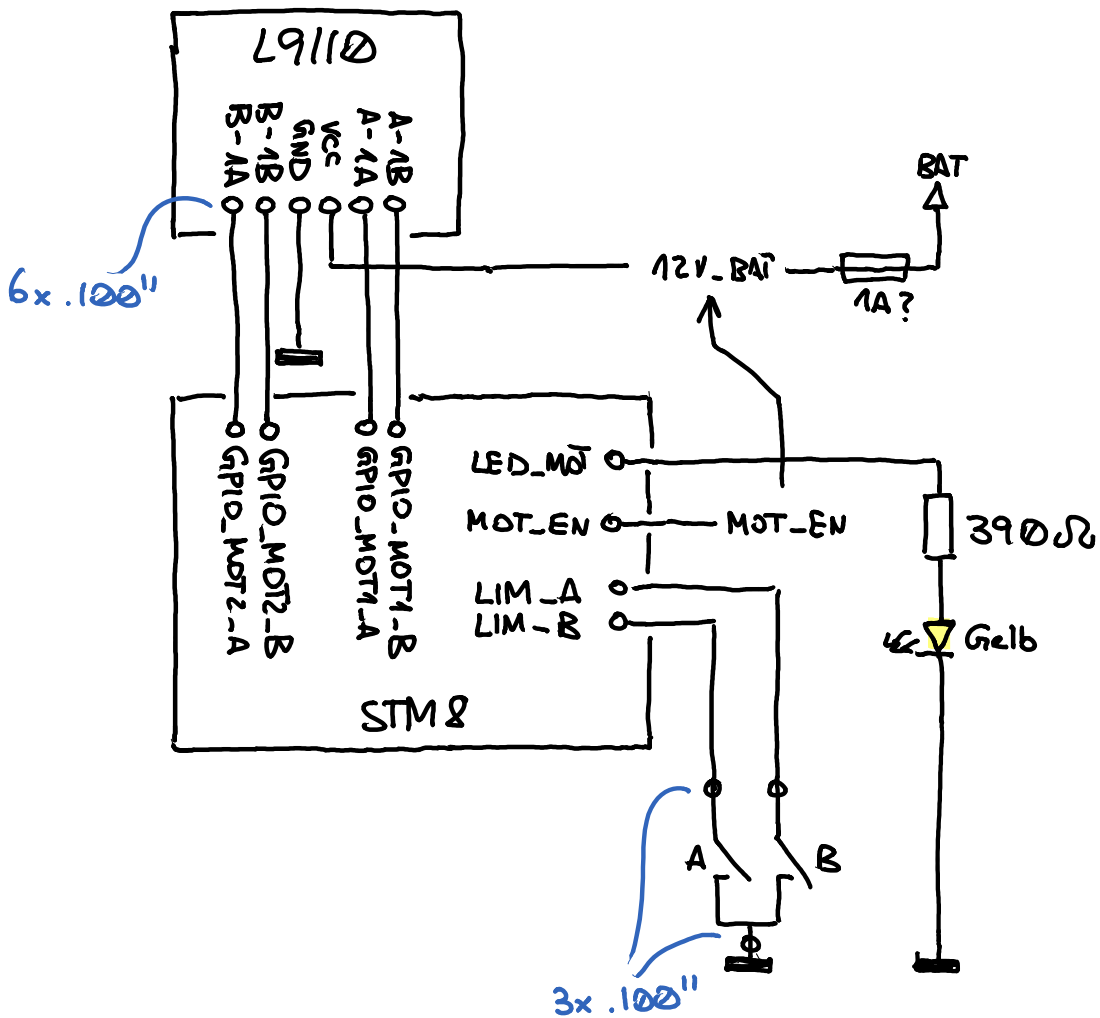 L9110
B-1A
B-1B
GND
VCC
A-1A
A-1B
BAT
12V_BAT
1A?
6x .100"
GPIO_MOT2_A
GPIO_MOT2_B
GPIO_MOT1_A
GPIO_MOT1_B
LED_MOT
MOT_EN
MOT_EN
390Ω
LIM_A
LIM_B
Gelb
STM8
A
B
3x .100"